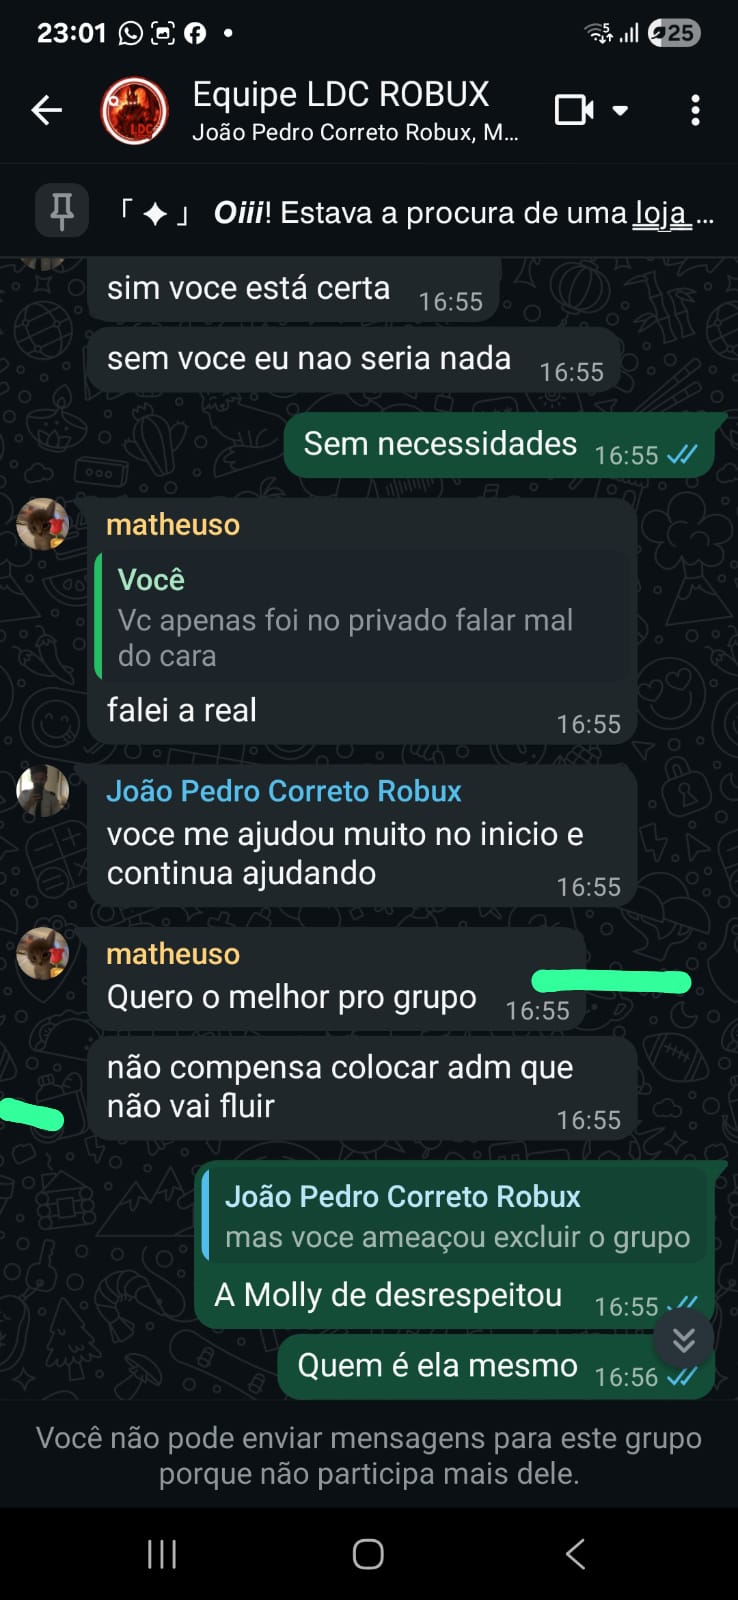 23:01
25
Equipe LDC ROBUX
João Pedro Correto Robux, M...
「 ✦ 」 Oiii! Estava a procura de uma loja ...
sim voce está certa 16:55
sem voce eu nao seria nada 16:55
Sem necessidades 16:55
matheuso
Você
Vc apenas foi no privado falar mal
do cara
falei a real 16:55
João Pedro Correto Robux
voce me ajudou muito no inicio e
continua ajudando 16:55
matheuso
Quero o melhor pro grupo 16:55
não compensa colocar adm que
não vai fluir 16:55
João Pedro Correto Robux
mas voce ameaçou excluir o grupo
A Molly de desrespeitou 16:55
Quem é ela mesmo 16:56
Você não pode enviar mensagens para este grupo
porque não participa mais dele.